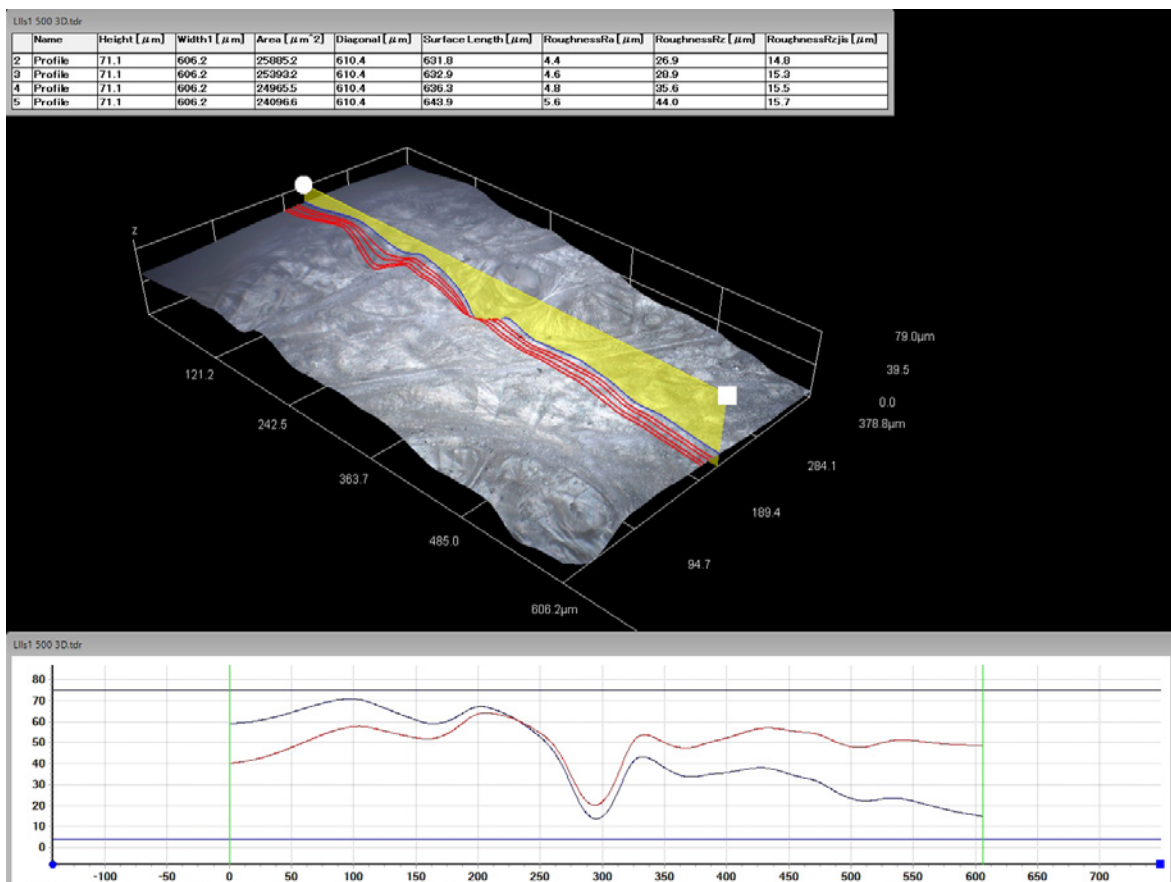 LIIs1 500 3D.tdr
Name Height [μm] Width1 [μm] Area [μm^2] Diagonal [μm] Surface Length [μm] RoughnessRa [μm] RoughnessRz [μm] RoughnessRzjis [μm]
2 Profile 71.1 606.2 25885.2 610.4 631.8 4.4 26.9 14.8
3 Profile 71.1 606.2 25393.2 610.4 632.9 4.6 28.9 15.3
4 Profile 71.1 606.2 24965.5 610.4 636.3 4.8 35.6 15.5
5 Profile 71.1 606.2 24096.6 610.4 643.9 5.6 44.0 15.7
z
79.0μm
39.5
0.0
378.8μm
284.1
189.4
94.7
121.2
242.5
363.7
485.0
606.2μm
LIIs1 500 3D.tdr
80
70
60
50
40
30
20
10
0
-100 -50 0 50 100 150 200 250 300 350 400 450 500 550 600 650 700